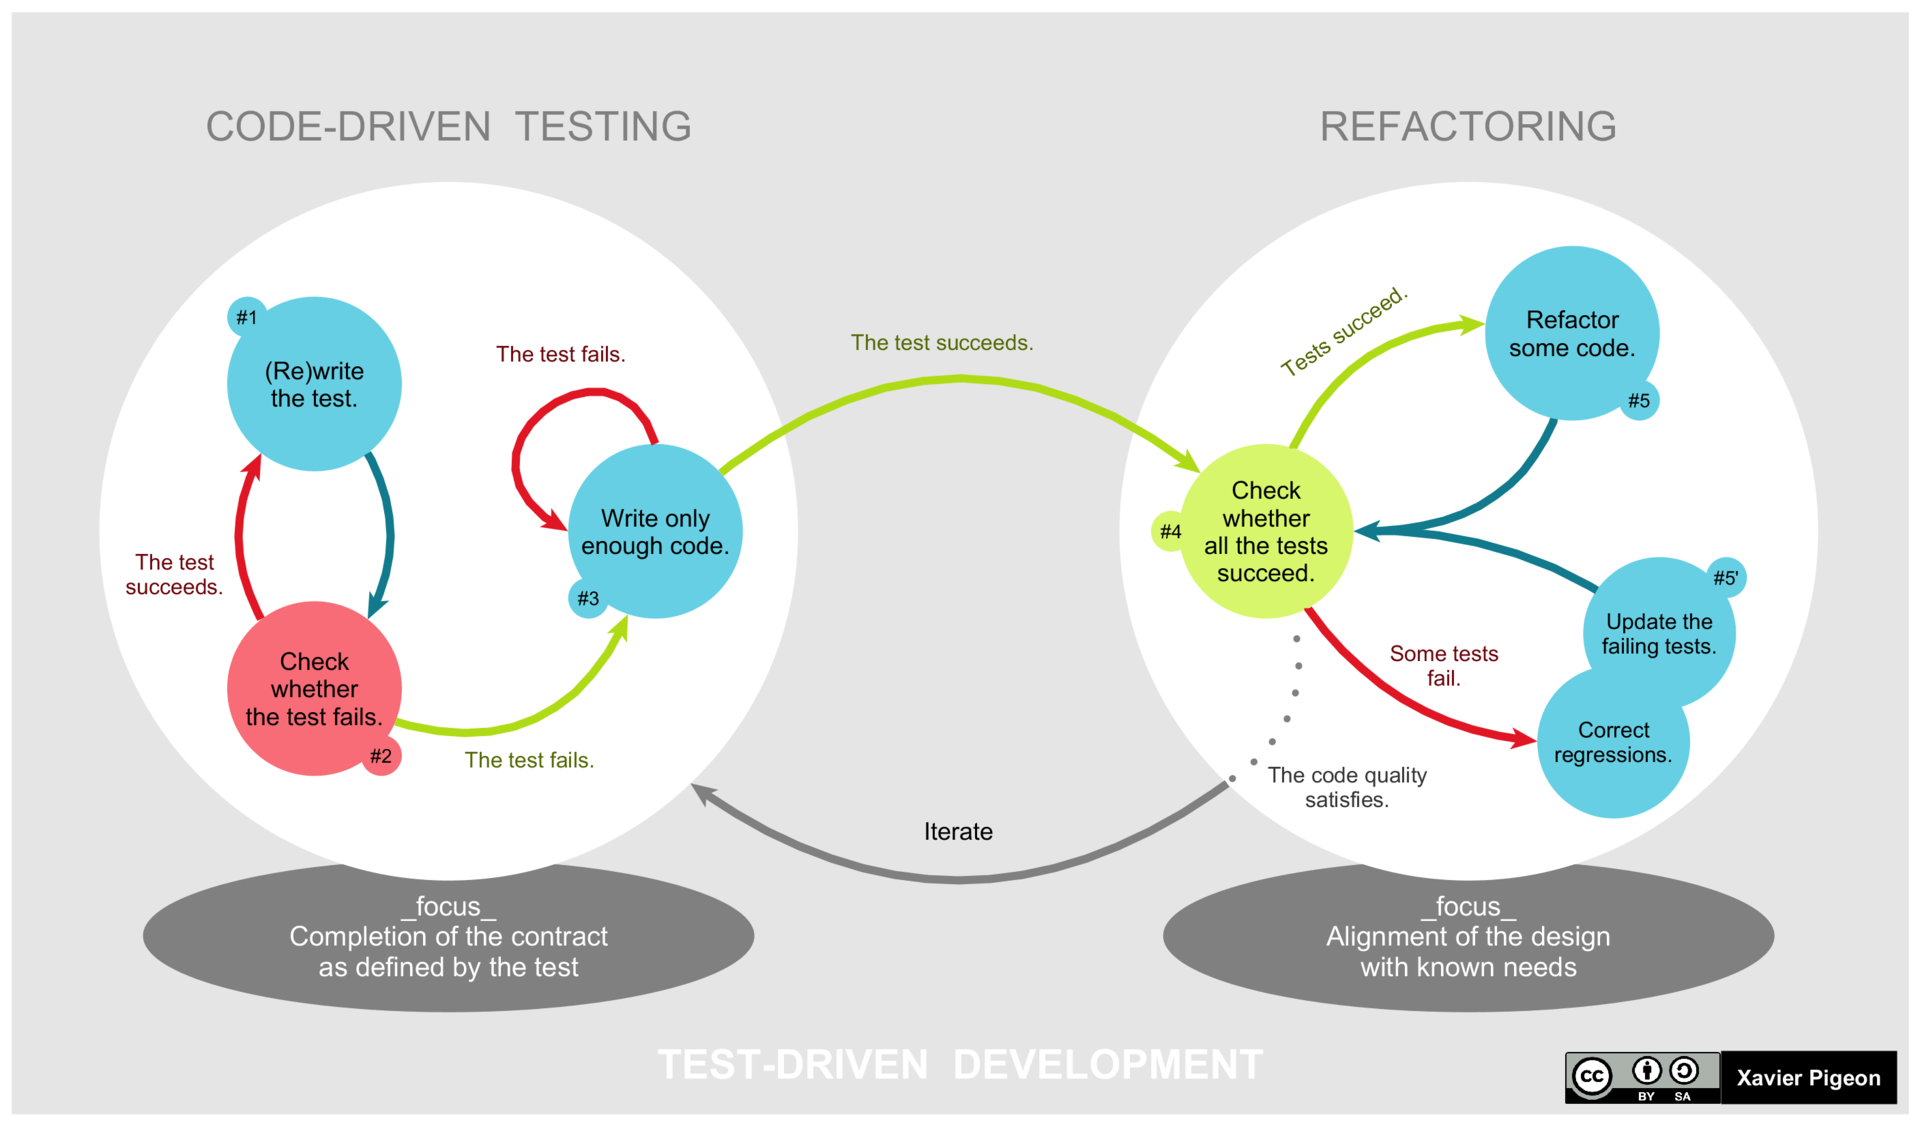 CODE-DRIVEN TESTING
REFACTORING
#1
(Re)write
the test.
The test fails.
The test succeeds.
Tests succeed.
Refactor
some code.
#5
The test
succeeds.
Write only
enough code.
#3
#4
Check
whether
all the tests
succeed.
#5'
Update the
failing tests.
Check
whether
the test fails.
#2
The test fails.
Some tests
fail.
Correct
regressions.
The code quality
satisfies.
Iterate
_focus_
Completion of the contract
as defined by the test
_focus_
Alignment of the design
with known needs
TEST-DRIVEN DEVELOPMENT
cc
BY SA
Xavier Pigeon